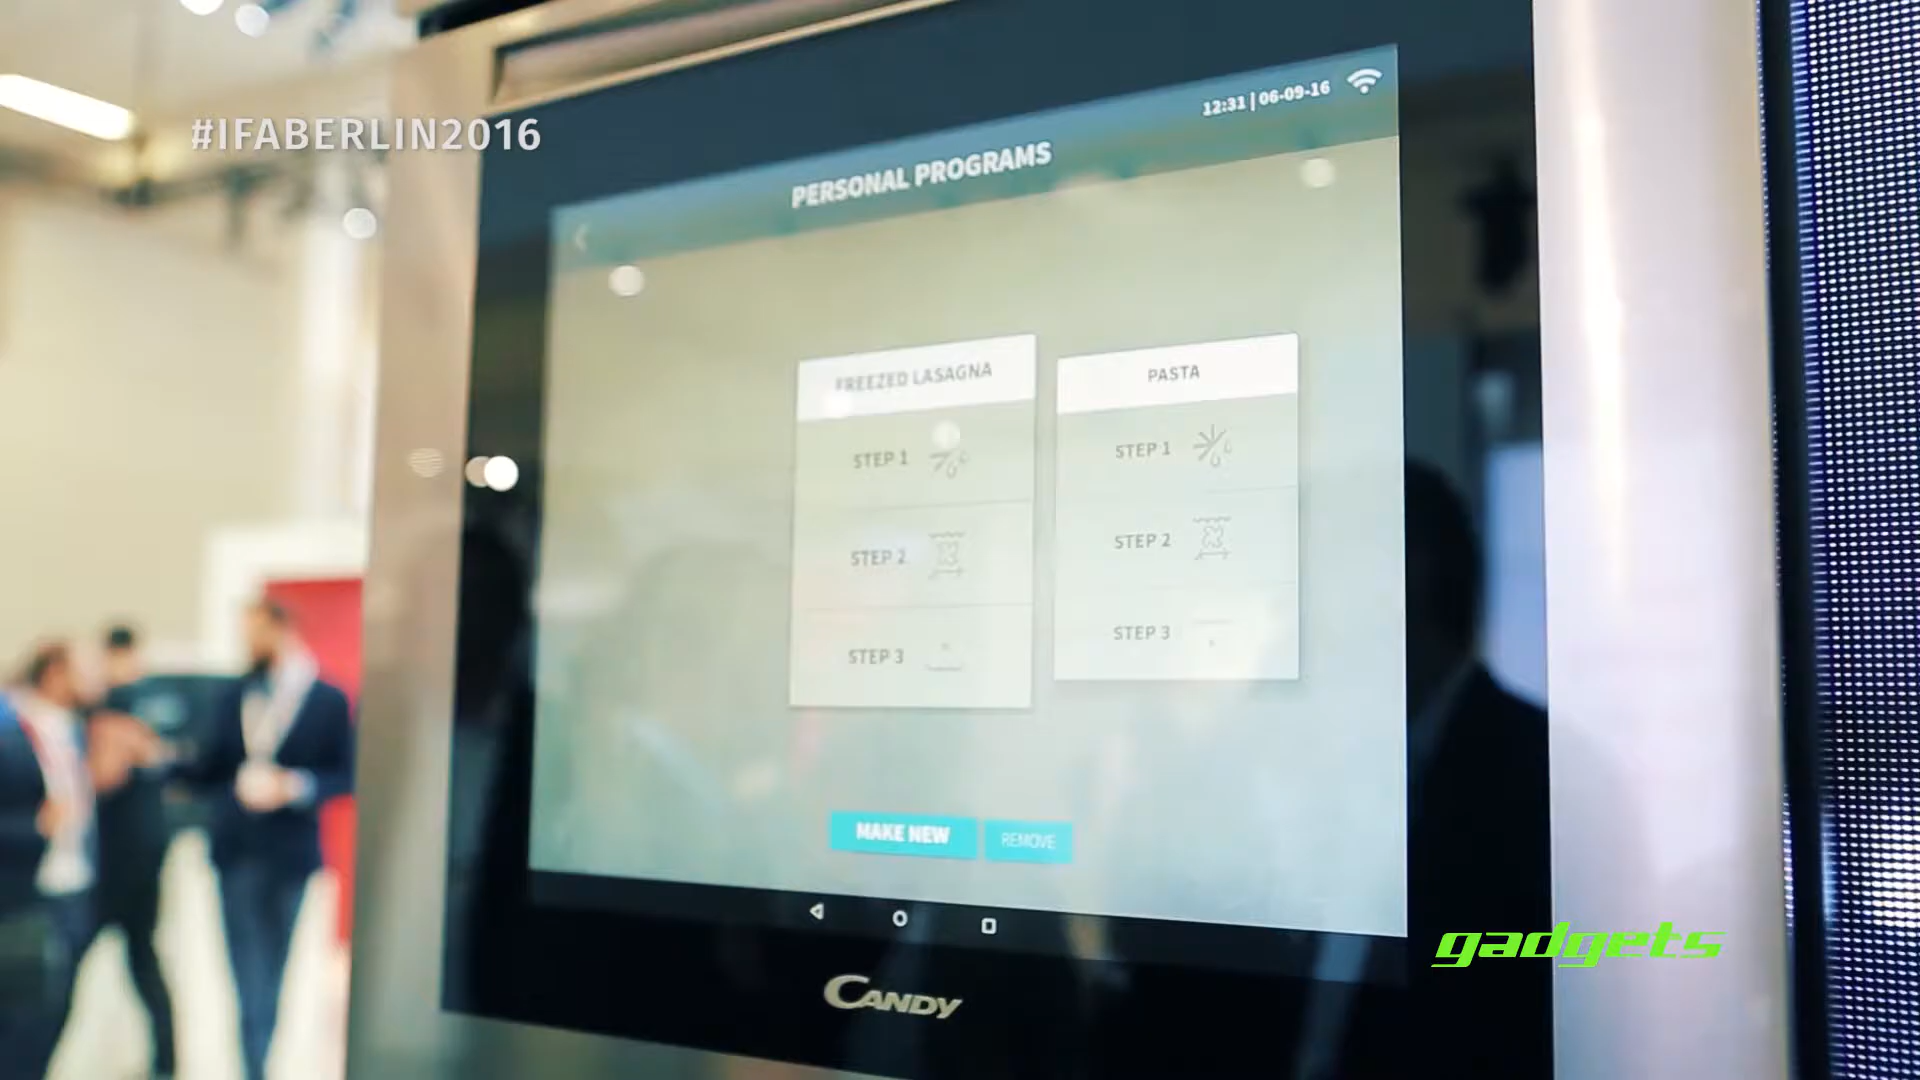 #IFABERLIN2016
12:31 | 06-09-16
PERSONAL PROGRAMS
FREEZED LASAGNA
STEP 1
STEP 2
STEP 3
PASTA
STEP 1
STEP 2
STEP 3
MAKE NEW
REMOVE
CANDY
gadgets